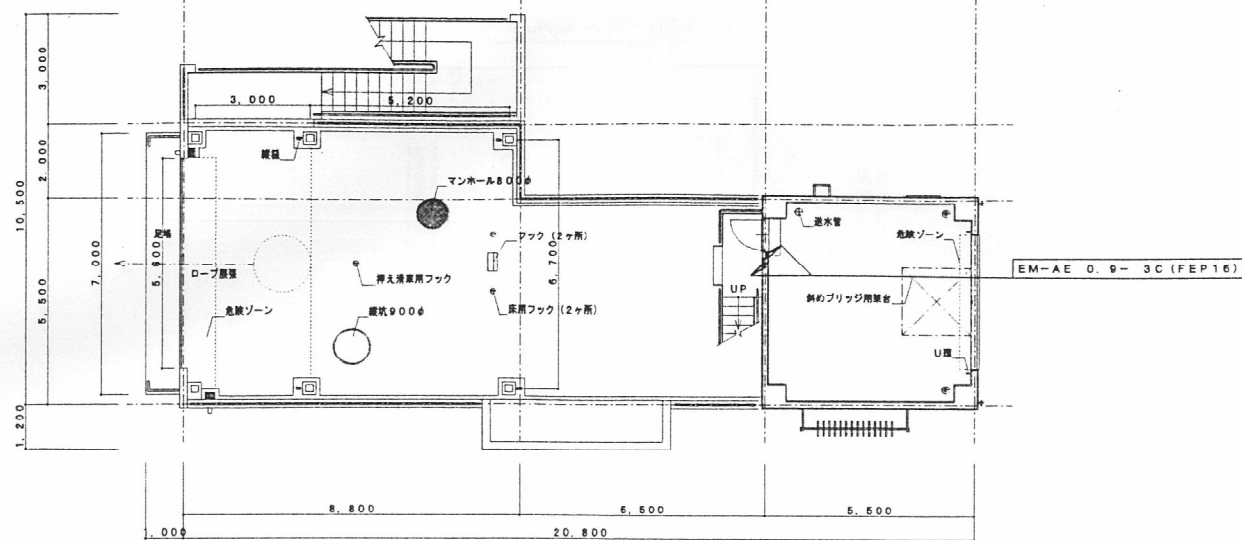 3,000
3,000
5,200
2,000
10,500
5,500
1,200
7,000
5,600
6,700
縦樋
マンホール800φ
足場
ロープ展張
危険ゾーン
押え滑車用フック
縦坑900φ
フック(2ヶ所)
床用フック(2ヶ所)
UP
送水管
危険ゾーン
EM-AE 0.9- 3C(FEP16)
斜めブリッジ用架台
U環
8,800
6,500
5,500
1,000
20,800